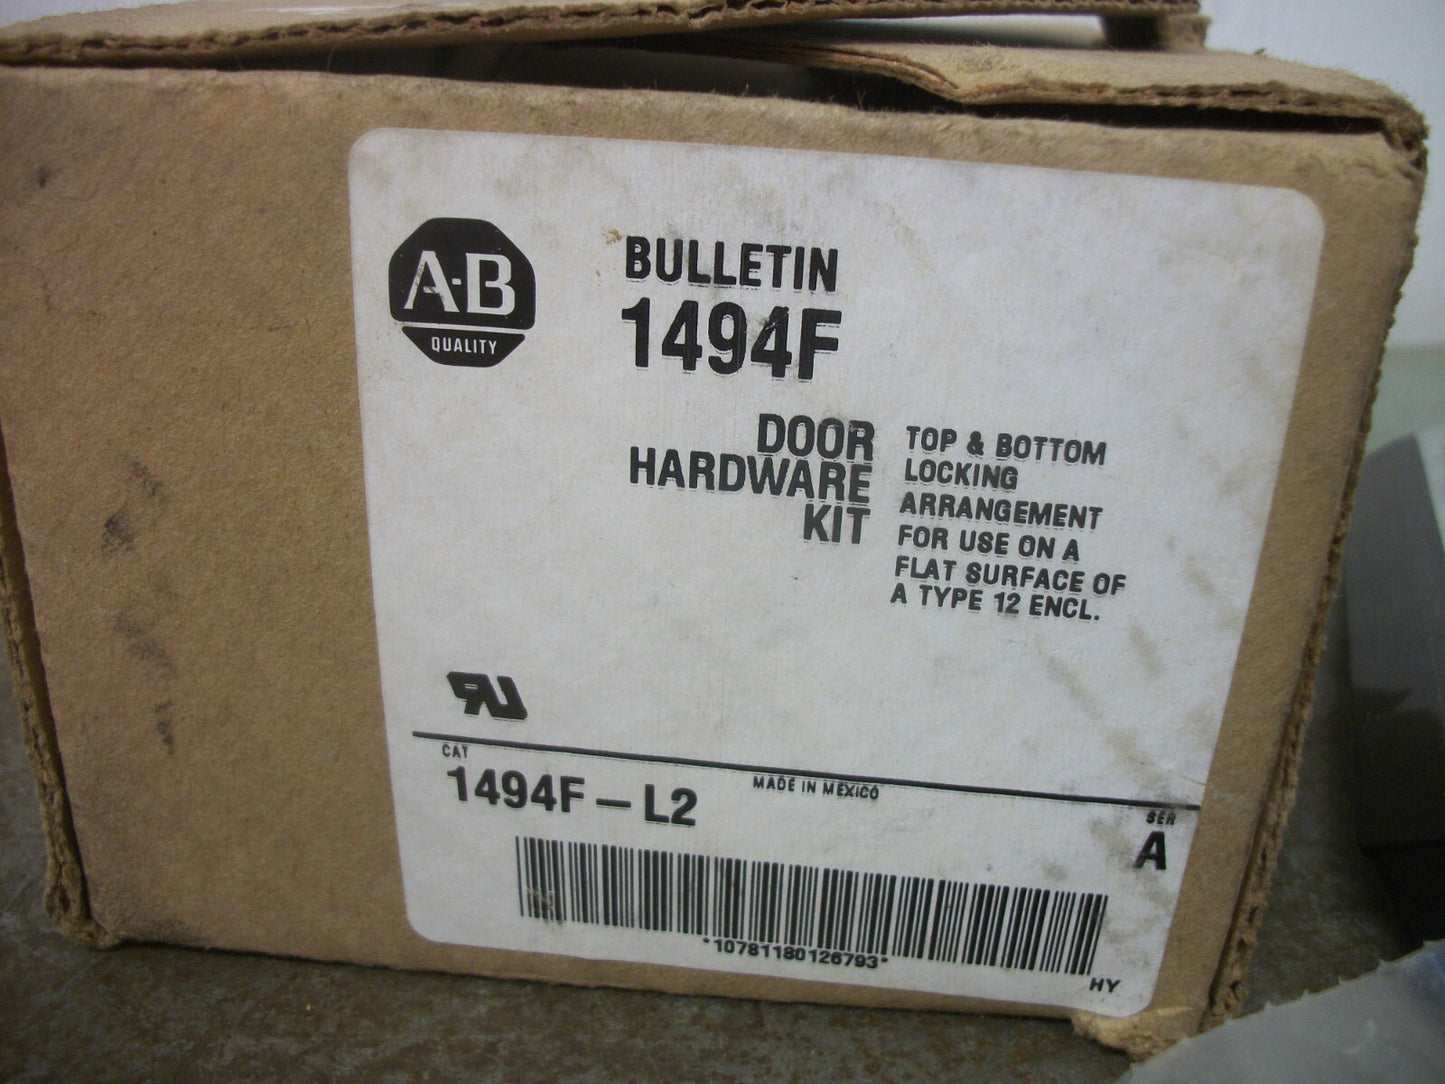 A-B
QUALITY
BULLETIN
1494F
DOOR
HARDWARE
KIT
TOP & BOTTOM
LOCKING
ARRANGEMENT
FOR USE ON A
FLAT SURFACE OF
A TYPE 12 ENCL.
RU
CAT
1494F-L2
MADE IN MEXICO
SER
A
*10781180126793*
HY